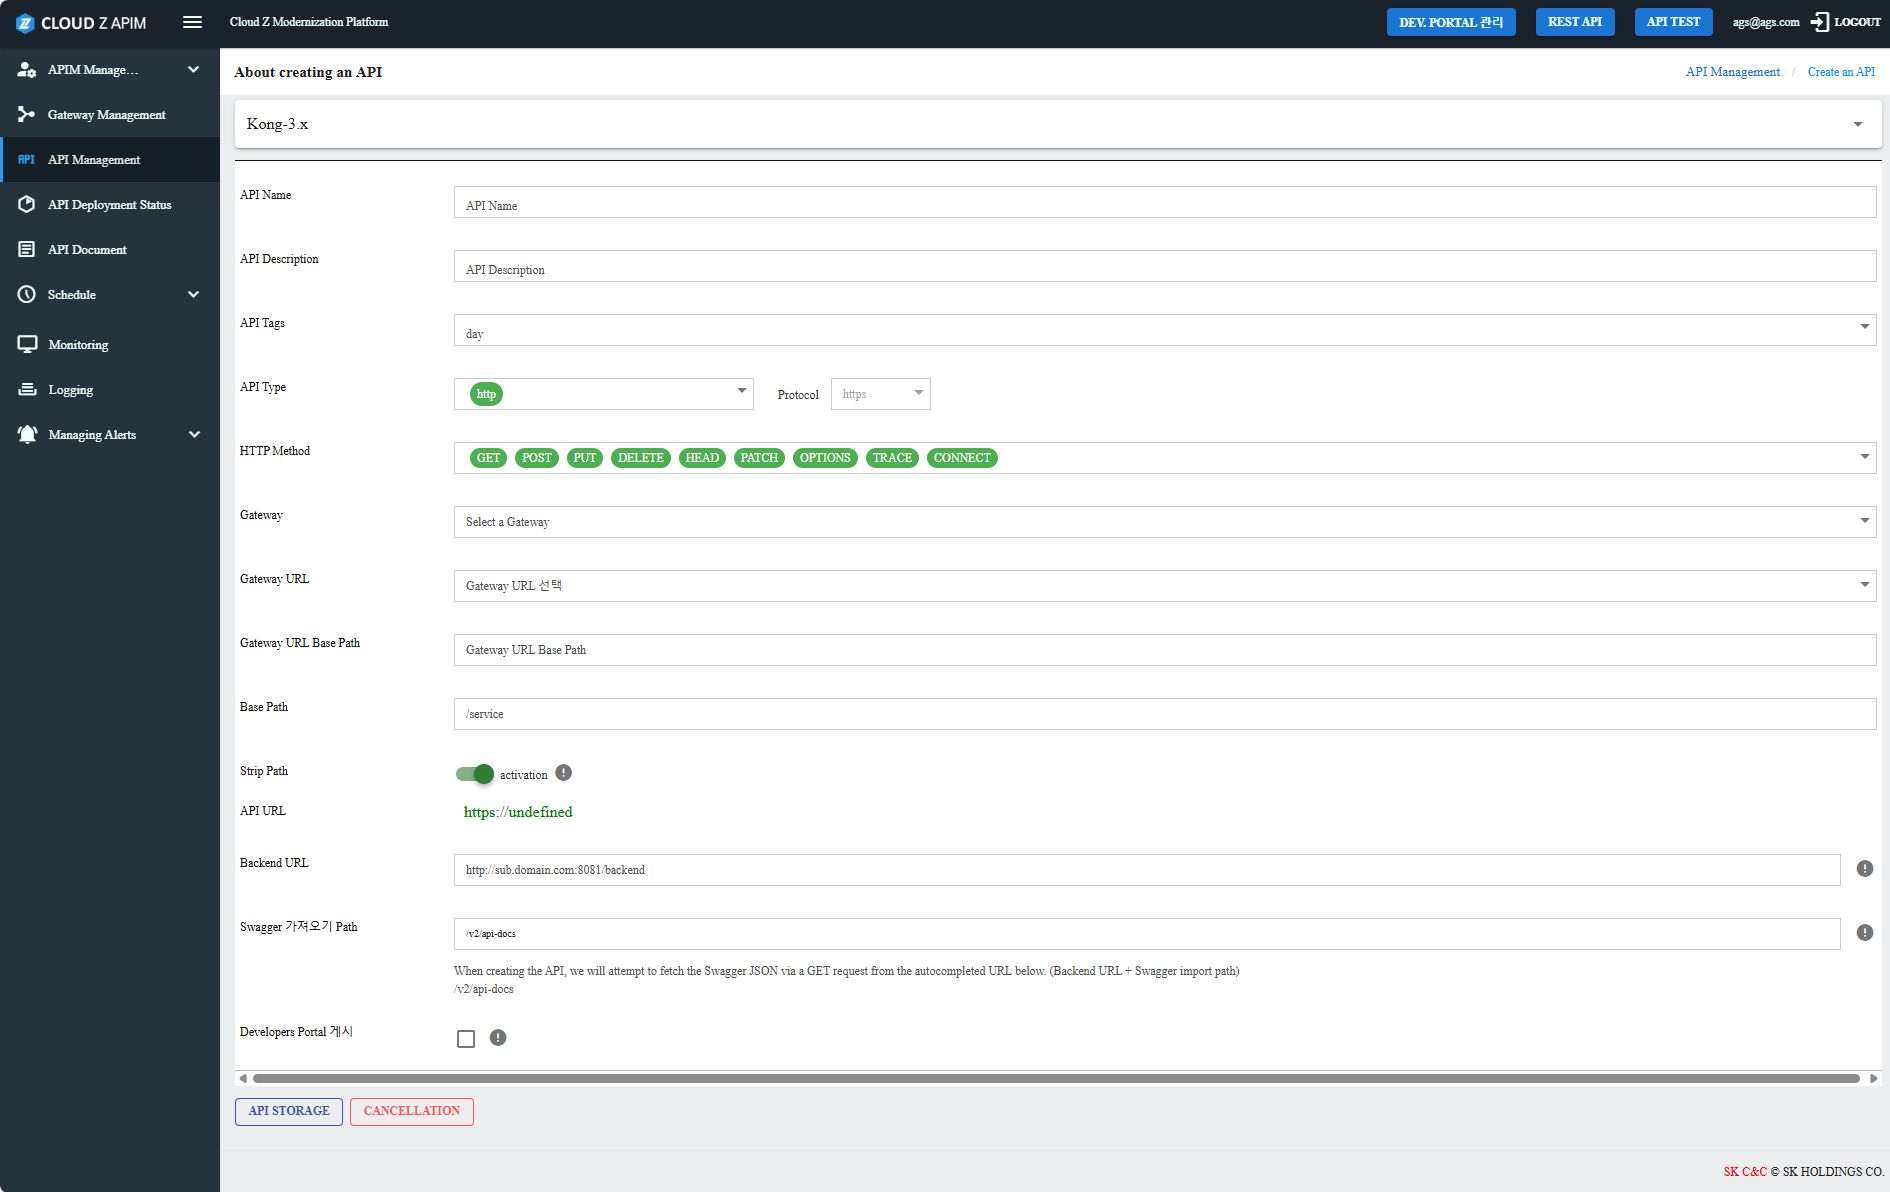 CLOUD Z APIM
Cloud Z Modernization Platform
DEV. PORTAL 관리
REST API
API TEST
ags@ags.com
LOGOUT
APIM Manage...
Gateway Management
API API Management
API Deployment Status
API Document
Schedule
Monitoring
Logging
Managing Alerts
About creating an API
API Management / Create an API
Kong-3.x
API Name
API Name
API Description
API Description
API Tags
day
API Type
http
Protocol
https
HTTP Method
GET POST PUT DELETE HEAD PATCH OPTIONS TRACE CONNECT
Gateway
Select a Gateway
Gateway URL
Gateway URL 선택
Gateway URL Base Path
Gateway URL Base Path
Base Path
/service
Strip Path
activation
API URL
https://undefined
Backend URL
http://sub.domain.com:8081/backend
Swagger 가져오기 Path
/v2/api-docs
When creating the API, we will attempt to fetch the Swagger JSON via a GET request from the autocompleted URL below. (Backend URL + Swagger import path)
/v2/api-docs
Developers Portal 게시
API STORAGE
CANCELLATION
SK C&C © SK HOLDINGS CO.